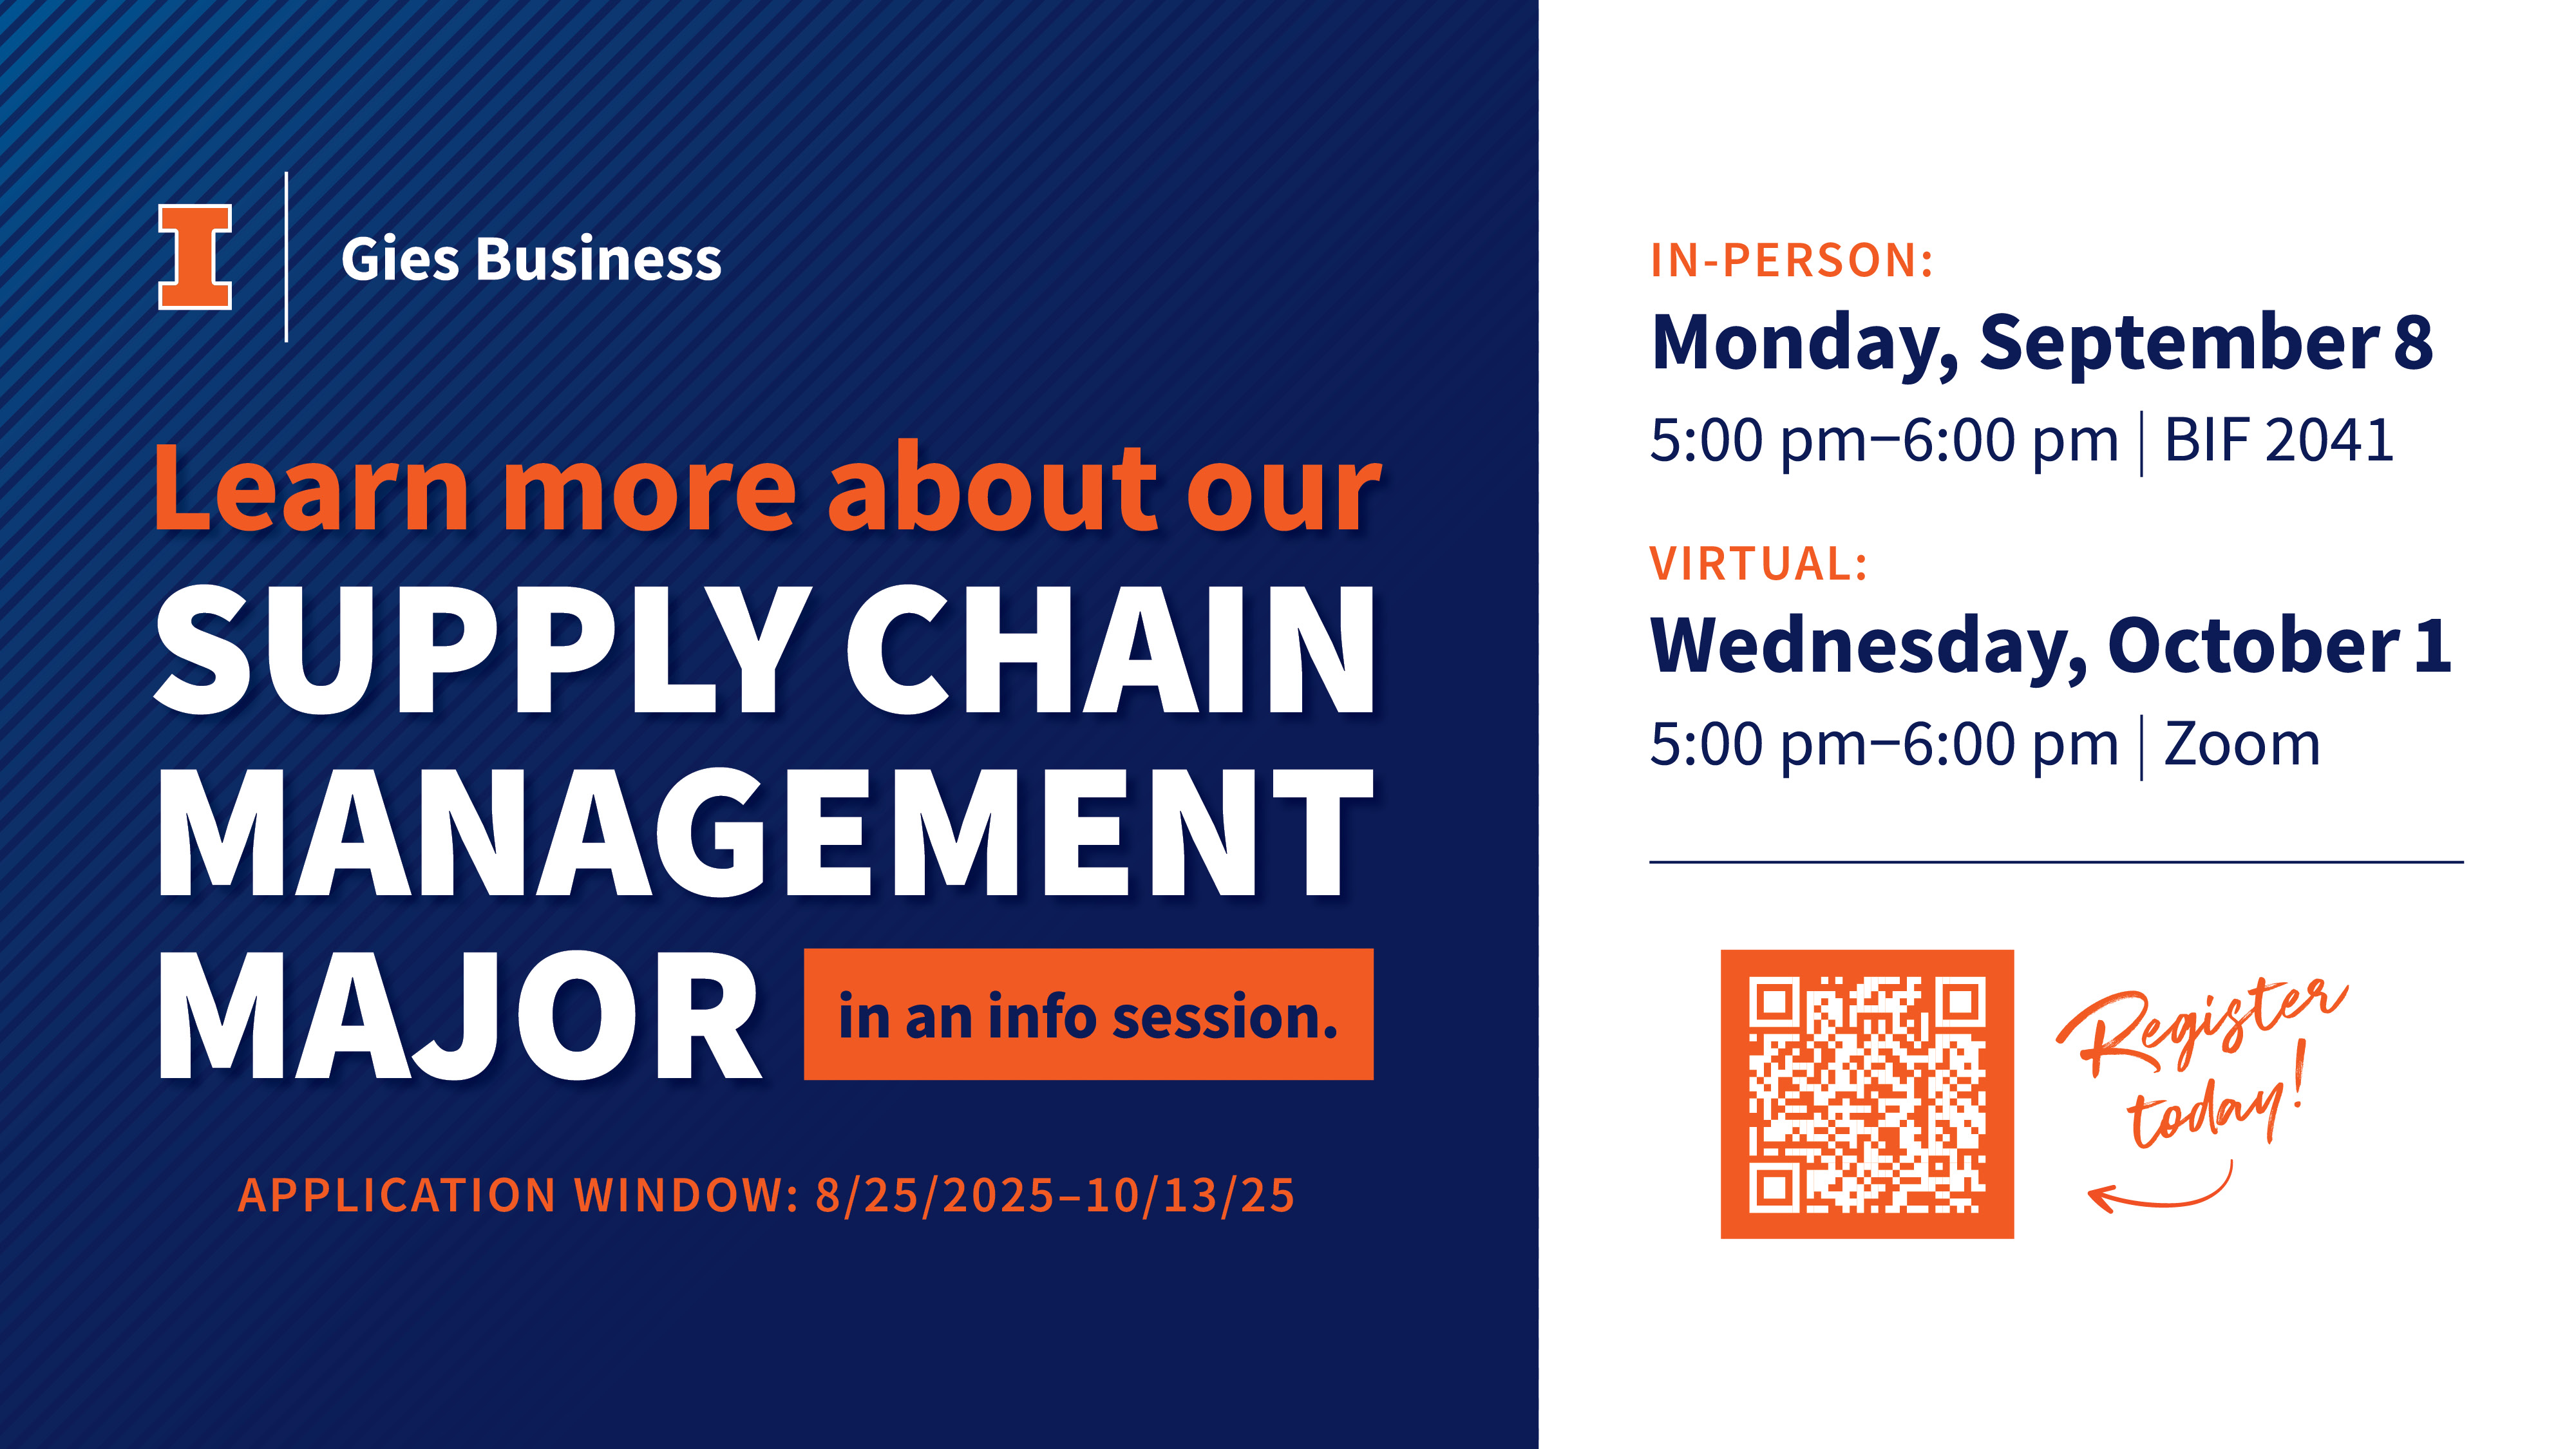 I
Gies Business
Learn more about our
SUPPLY CHAIN
MANAGEMENT
MAJOR
in an info session.
APPLICATION WINDOW: 8/25/2025–10/13/25
IN-PERSON:
Monday, September 8
5:00 pm–6:00 pm | BIF 2041
VIRTUAL:
Wednesday, October 1
5:00 pm–6:00 pm | Zoom
Register
today!